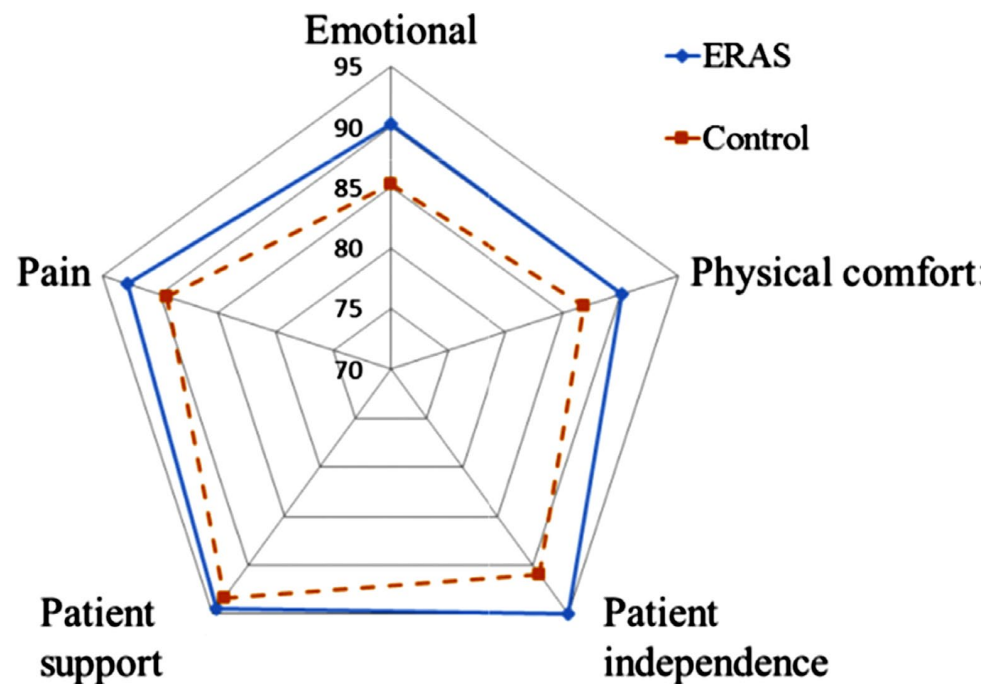 Emotional
95
90
85
80
75
70
ERAS
Control
Pain
Physical comfort
Patient
support
Patient
independence